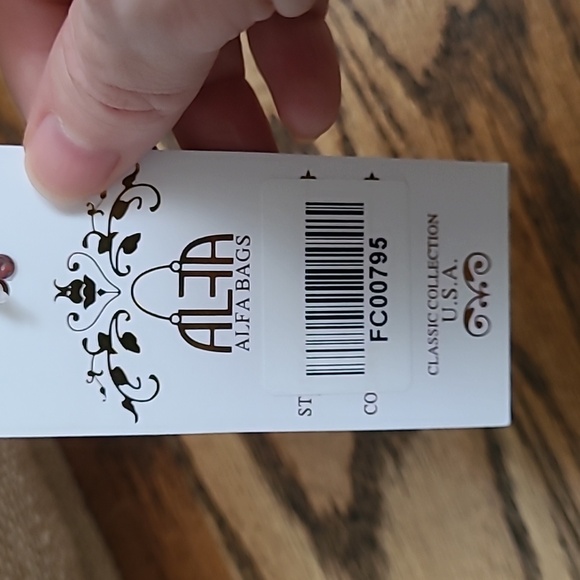 ALFA
ALFA BAGS
ST
FC00795
CO
CLASSIC COLLECTION
U.S.A.